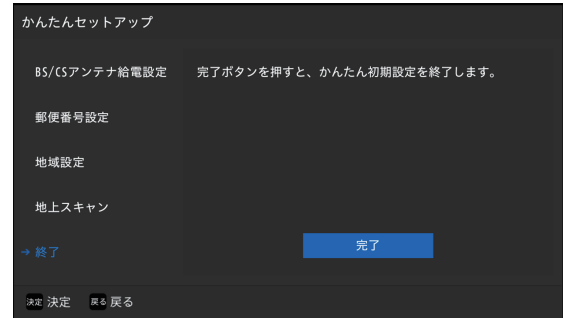 かんたんセットアップ
BS/CSアンテナ給電設定
完了ボタンを押すと、かんたん初期設定を終了します。
郵便番号設定
地域設定
地上スキャン
→ 終了
完了
決定 決定 戻る 戻る